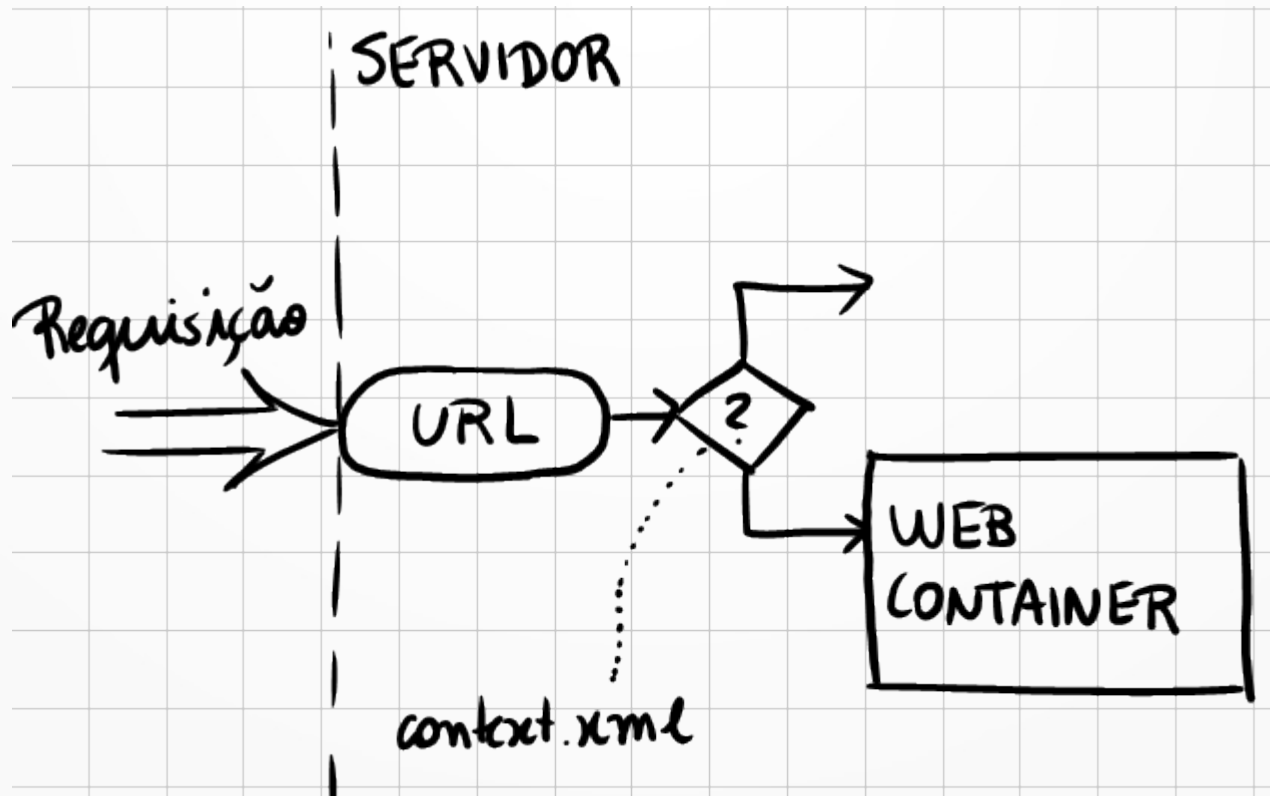 SERVIDOR
Requisição
URL
?
WEB
CONTAINER
context.xml